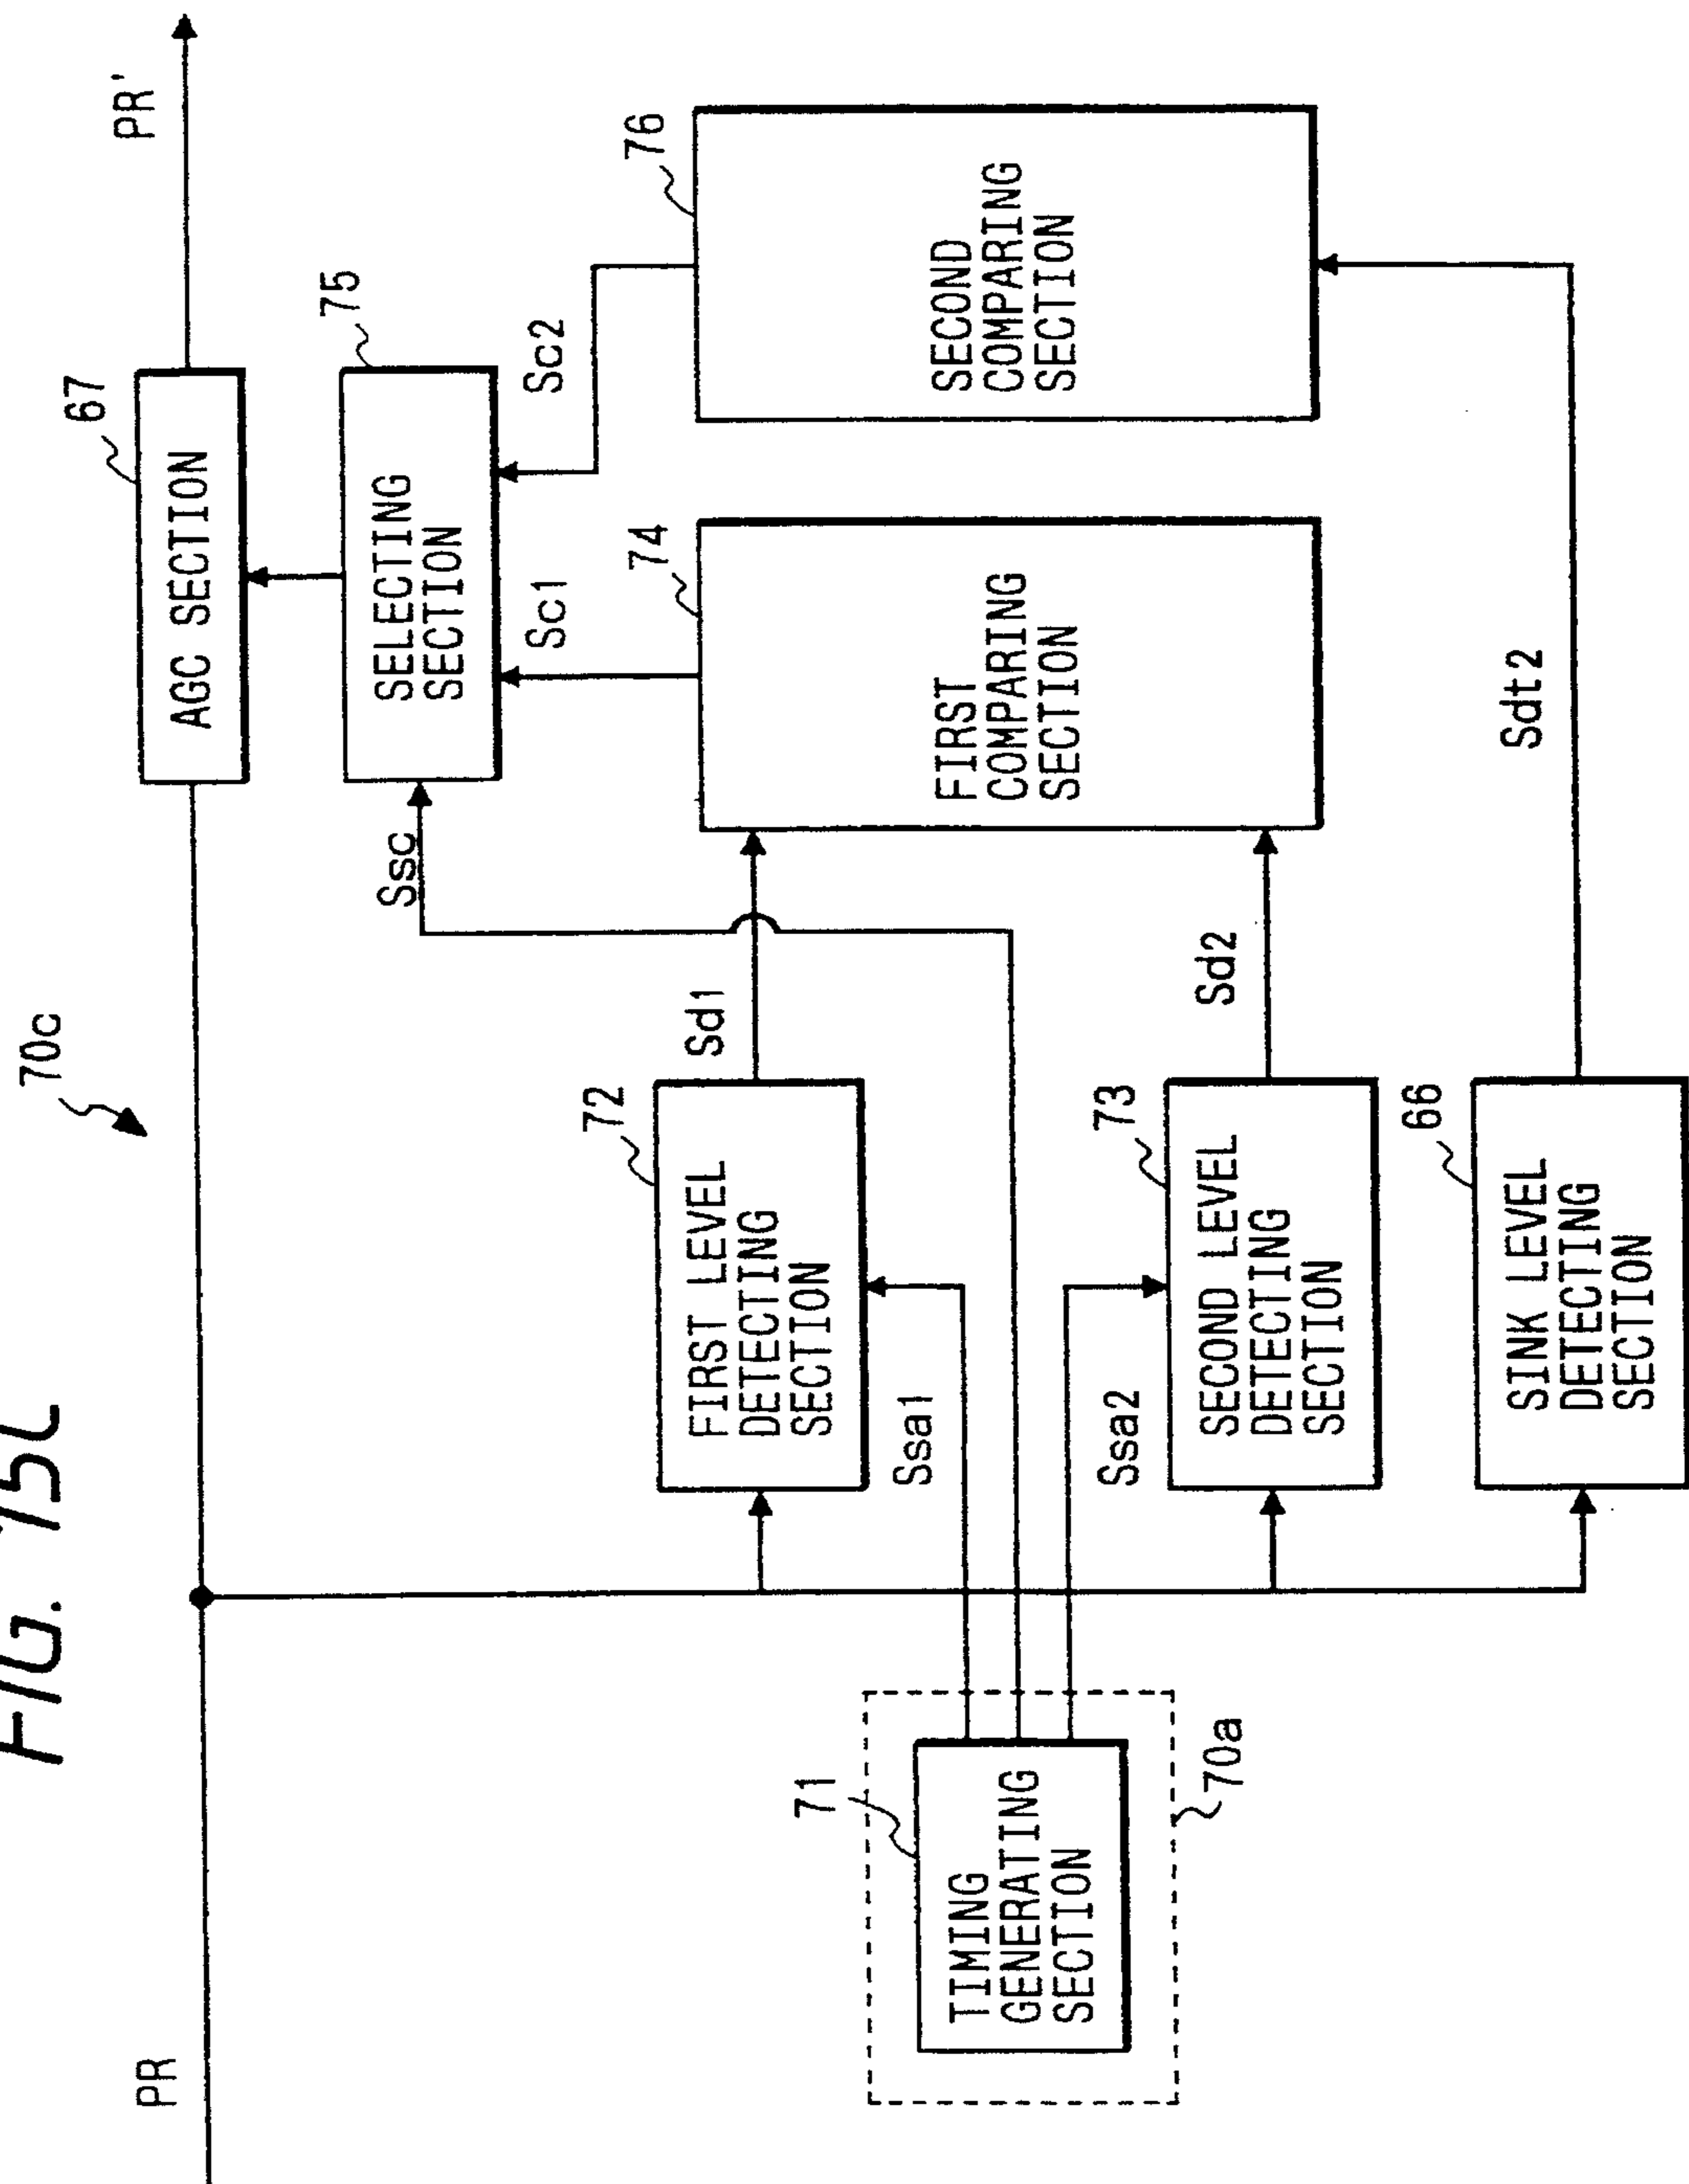 FIG. 15C
70c
PR
PR'
67
AGC SECTION
75
SELECTING
SECTION
Ssc
Sc1
Sc2
72
FIRST LEVEL
DETECTING
SECTION
Sd1
74
FIRST
COMPARING
SECTION
76
SECOND
COMPARING
SECTION
71
TIMING
GENERATING
SECTION
70a
Ssa1
Ssa2
73
SECOND LEVEL
DETECTING
SECTION
Sd2
66
SINK LEVEL
DETECTING
SECTION
Sdt2